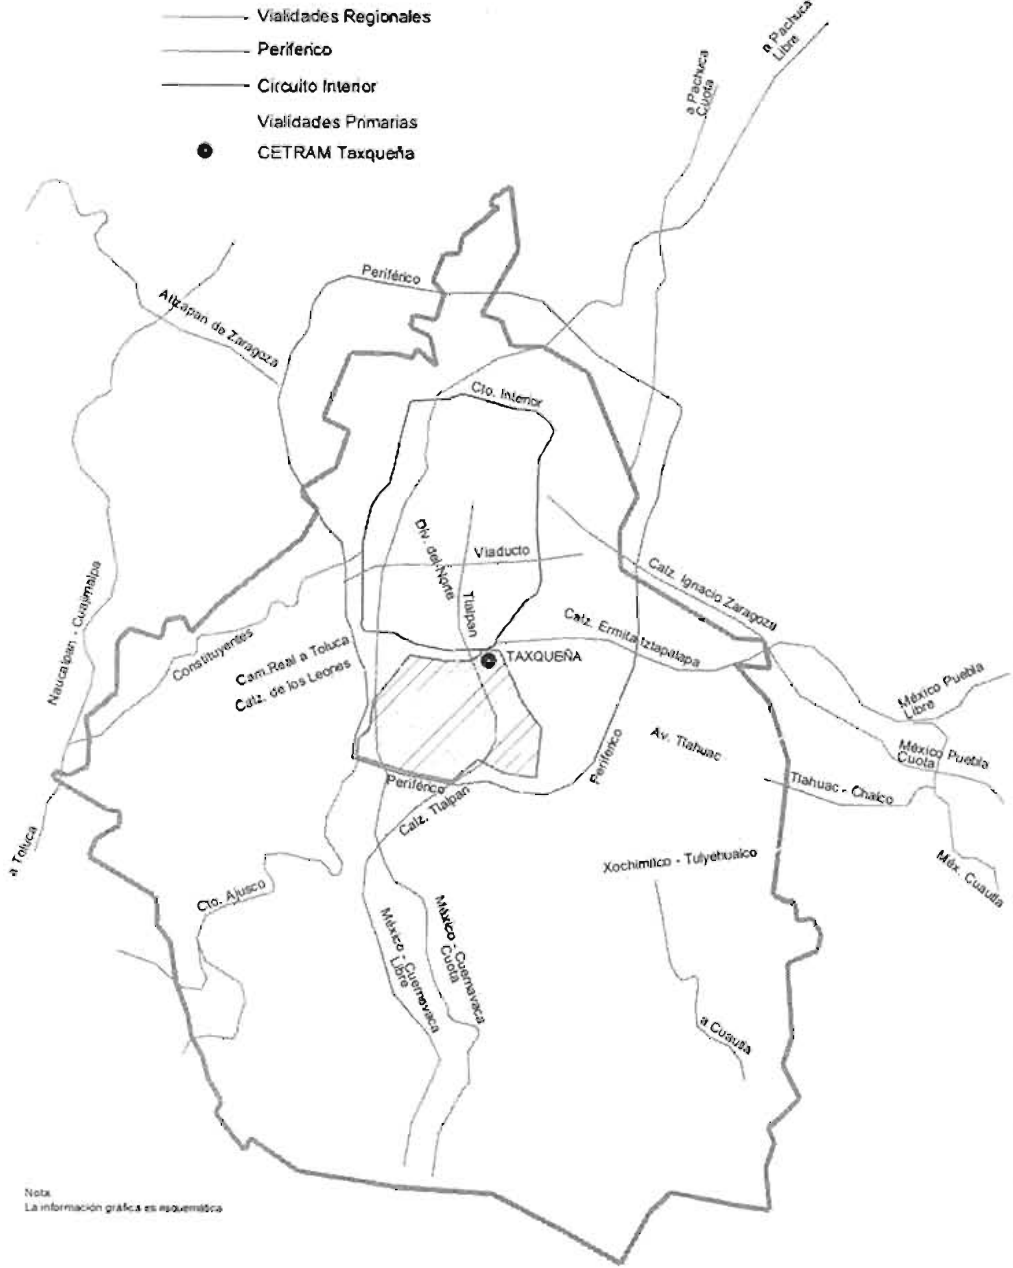 Vialidades Regionales
Periferico
Circuito Interior
Vialidades Primarias
CETRAM Taxqueña
a Pachuca
Libre
a Pachuca
Cuota
Periférico
Atizapan de Zaragoza
Cto. Interior
Div. del Norte
Viaducto
Tlalpan
Calz. Ignacio Zaragoza
Calz. Ermita Iztapalapa
Naucalpan - Cuajimalpa
Constituyentes
Cam. Real a Toluca
Calz. de los Leones
TAXQUEÑA
México Puebla
Libre
México Puebla
Cuota
Av. Tlahuac
Tlahuac - Chalco
Periférico
Periférico
Calz. Tlalpan
a Toluca
Xochimilco - Tulyehualco
Méx. Cuautla
Cto. Ajusco
México - Cuernavaca
Libre
México - Cuernavaca
Cuota
a Cuautla
Nota
La información gráfica es esquemática